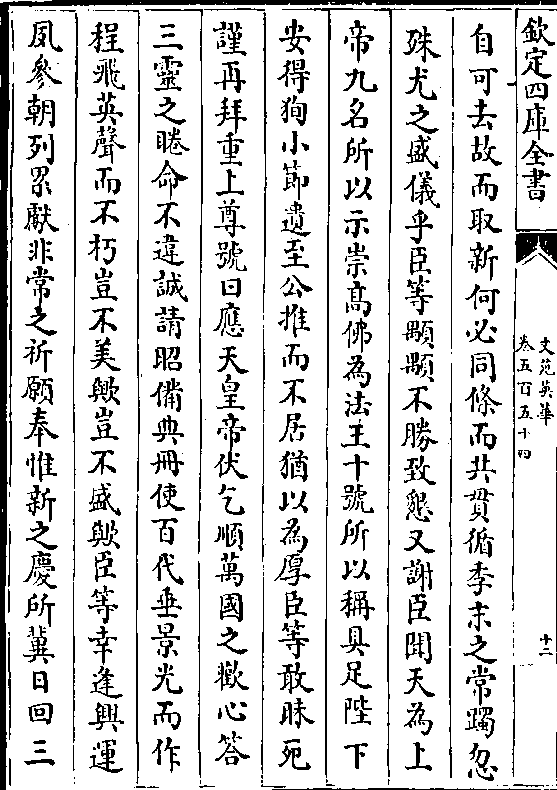 欽定四庫全書
文苑英華
卷五百五十四
十二
自可去故而取新何必同條而共貫循季末之常躅忽
殊尤之盛儀乎臣等顒顒不勝致懇又謝臣聞天為上
帝九名所以示崇高佛為法王十號所以稱具足陛下
安得狥小節遺至公推而不居猶以為厚臣等敢昧死
謹再拜重上尊號曰應天皇帝伏乞順萬國之歡心答
三靈之睠命不違誠請昭備典冊使百代垂景光而作
程飛英聲而不朽豈不美歟豈不盛歟臣等幸逢興運
夙參朝列累獻非常之祈願奉惟新之慶所冀日回三